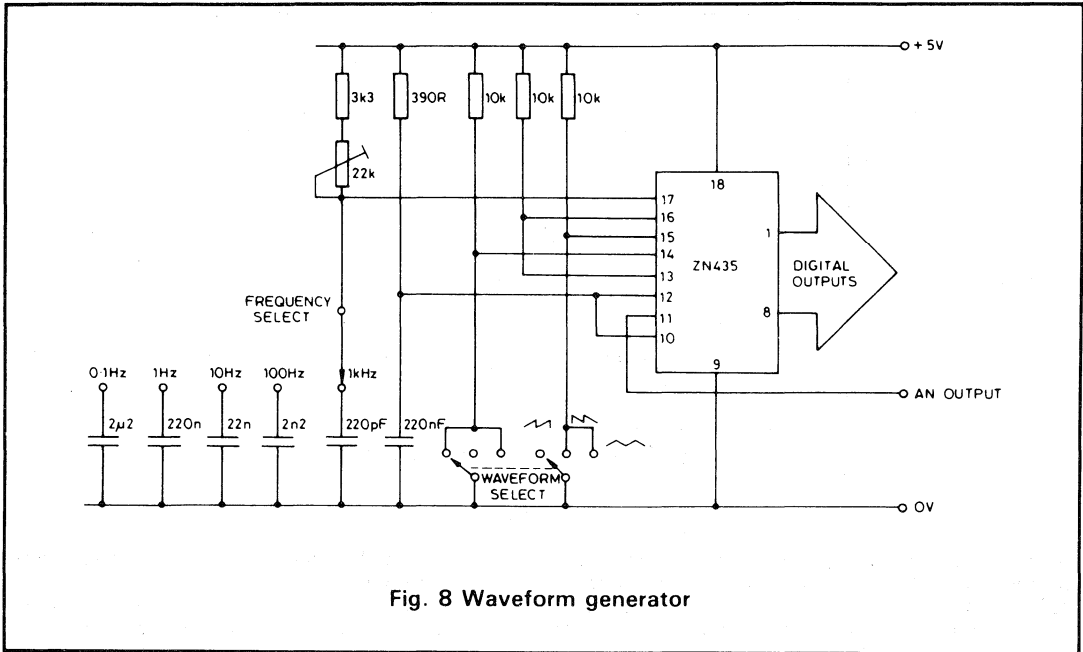 + 5V
3k3
390R
10k
10k
10k
22k
18
17
16
15
14
13
12
11
10
1
8
9
ZN435
DIGITAL
OUTPUTS
FREQUENCY
SELECT
0·1Hz
1Hz
10Hz
100Hz
1kHz
AN OUTPUT
2µ2
220n
22n
2n2
220pF
220nF
WAVEFORM
SELECT
0V
Fig. 8 Waveform generator